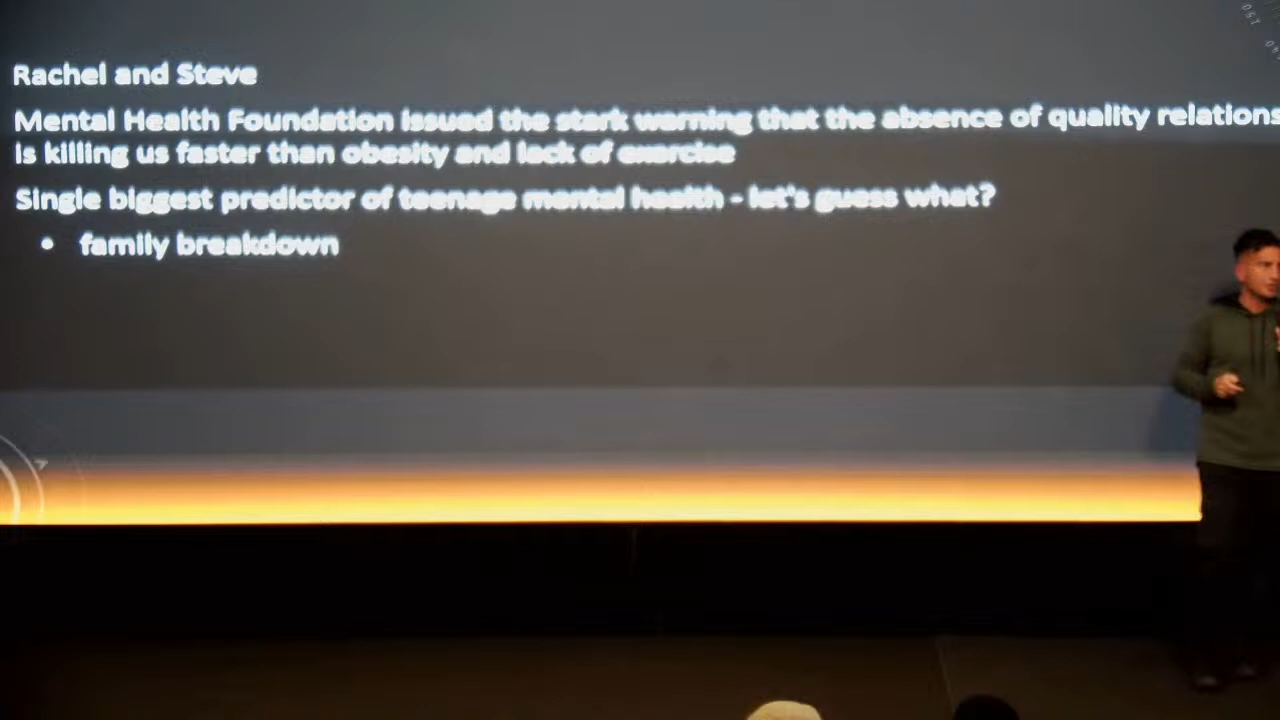 Rachel and Steve
Mental Health Foundation issued the stark warning that the absence of quality relations
is killing us faster than obesity and lack of exercise
Single biggest predictor of teenage mental health - let's guess what?
• family breakdown
150